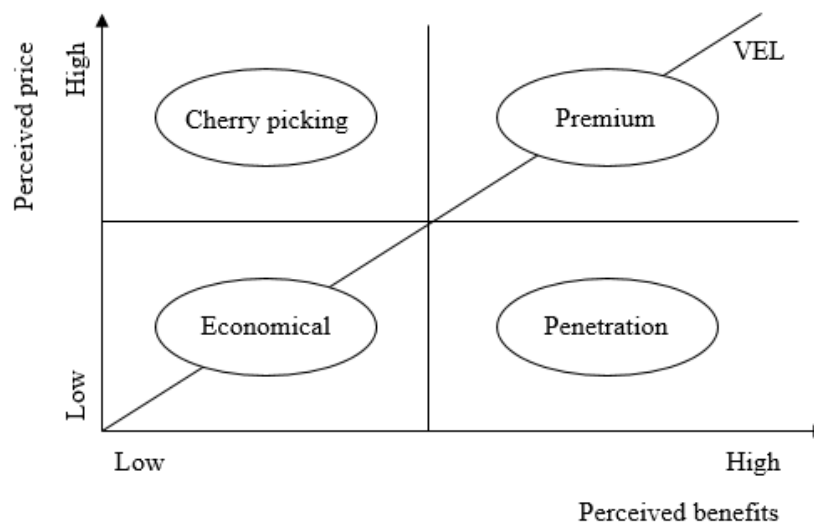 Perceived price
High
Low
VEL
Cherry picking
Premium
Economical
Penetration
Low
High
Perceived benefits